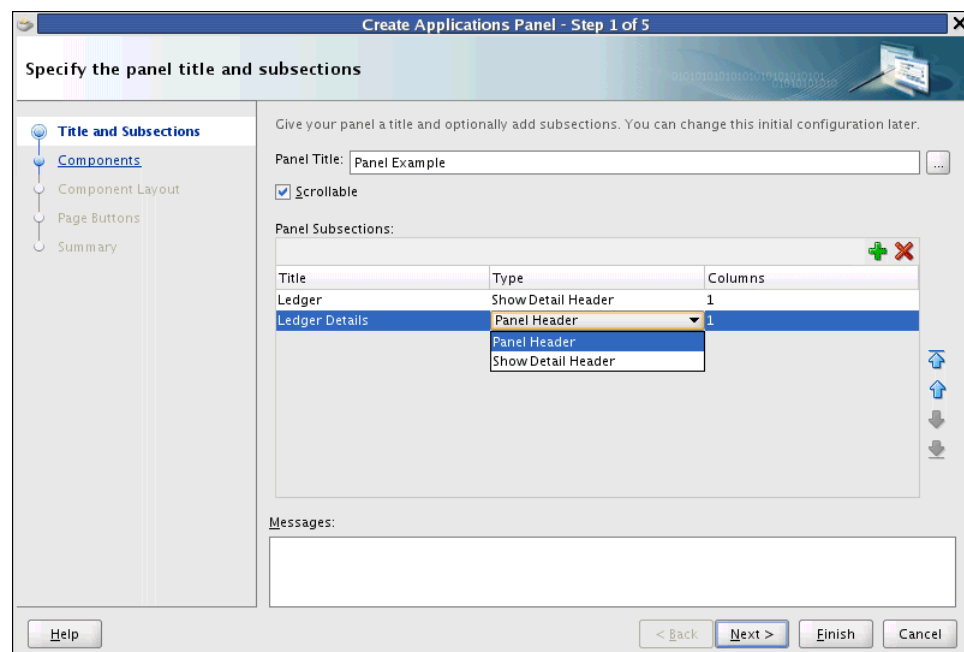 Create Applications Panel - Step 1 of 5
Specify the panel title and subsections
Title and Subsections
Components
Component Layout
Page Buttons
Summary
Give your panel a title and optionally add subsections. You can change this initial configuration later.
Panel Title: Panel Example ...
Scrollable
Panel Subsections:
Title Type Columns
Ledger Show Detail Header 1
Ledger Details Panel Header 1
Panel Header
Show Detail Header
Messages:
Help < Back Next > Finish Cancel